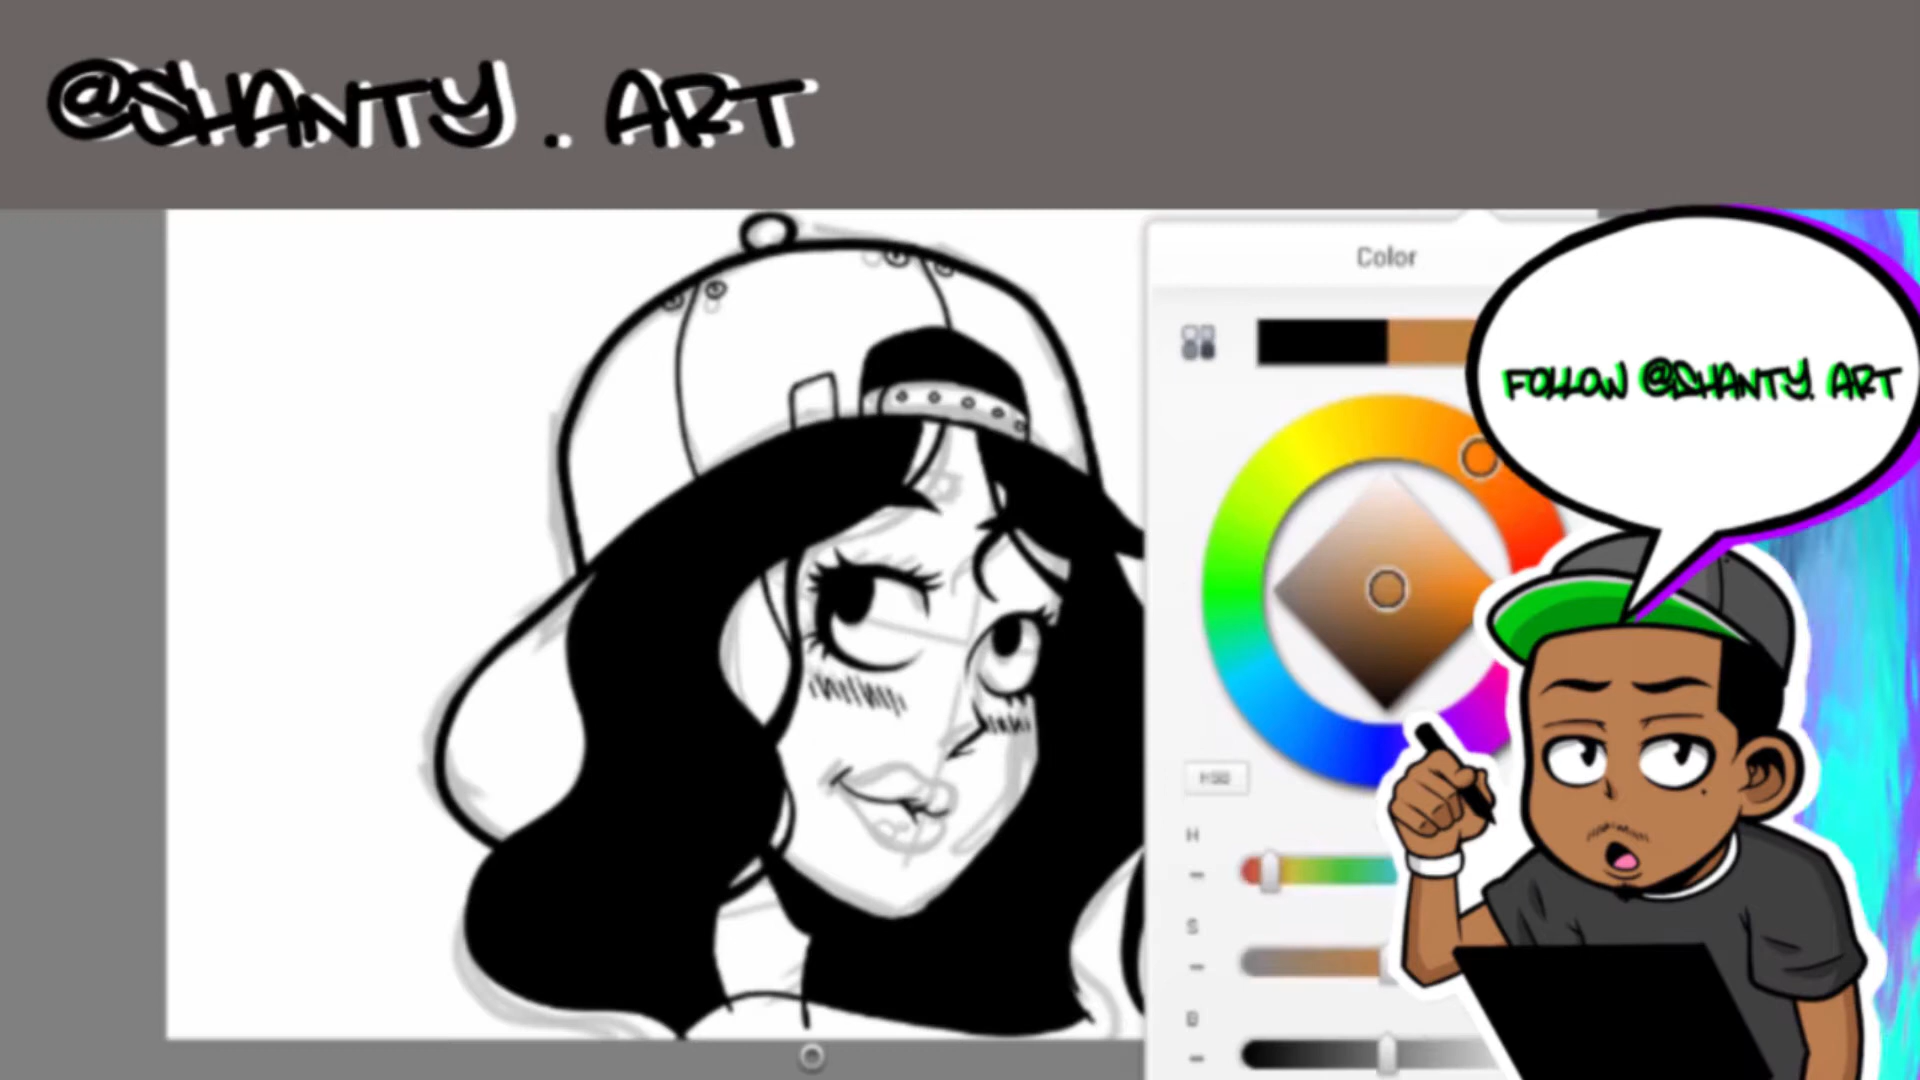 @SHANTY . ART
Color
FOLLOW @SHANTY. ART
HSB
H
S
B